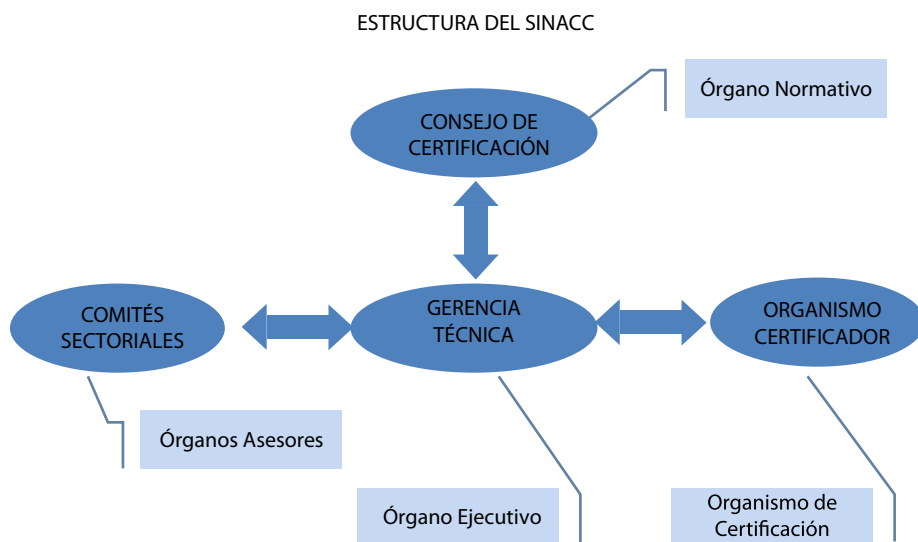 ESTRUCTURA DEL SINACC
Órgano Normativo
CONSEJO DE
CERTIFICACIÓN
COMITÉS
SECTORIALES
GERENCIA
TÉCNICA
ORGANISMO
CERTIFICADOR
Órganos Asesores
Órgano Ejecutivo
Organismo de
Certificación